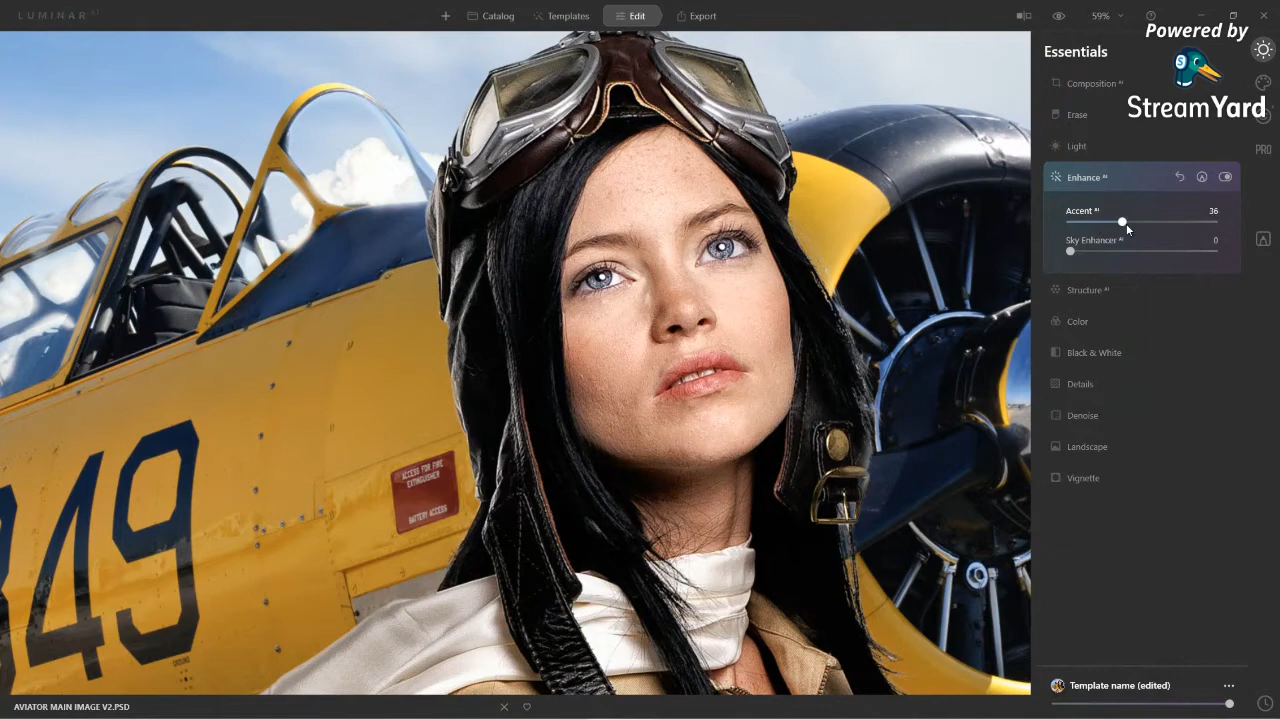 LUMINAR AI
Catalog
Templates
Edit
Export
59%
Powered by
StreamYard
Essentials
Composition AI
Erase
Light
PRO
Enhance AI
Accent AI 36
Sky Enhancer AI 0
Structure AI
Color
Black & White
Details
Denoise
Landscape
Vignette
ACCESS FOR FIRE
EXTINGUISHER
BATTERY ACCESS
349
GROUND
Template name (edited)
AVIATOR MAIN IMAGE V2.PSD